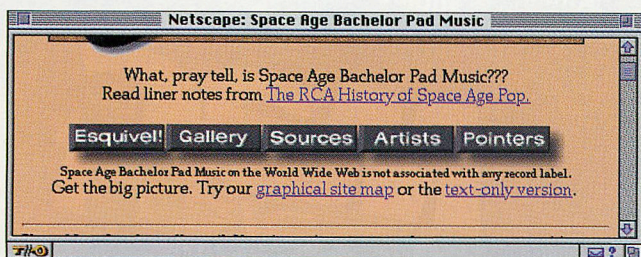 Netscape: Space Age Bachelor Pad Music
What, pray tell, is Space Age Bachelor Pad Music???
Read liner notes from The RCA History of Space Age Pop.
Esquivel! Gallery Sources Artists Pointers
Space Age Bachelor Pad Music on the World Wide Web is not associated with any record label.
Get the big picture. Try our graphical site map or the text-only version.
?